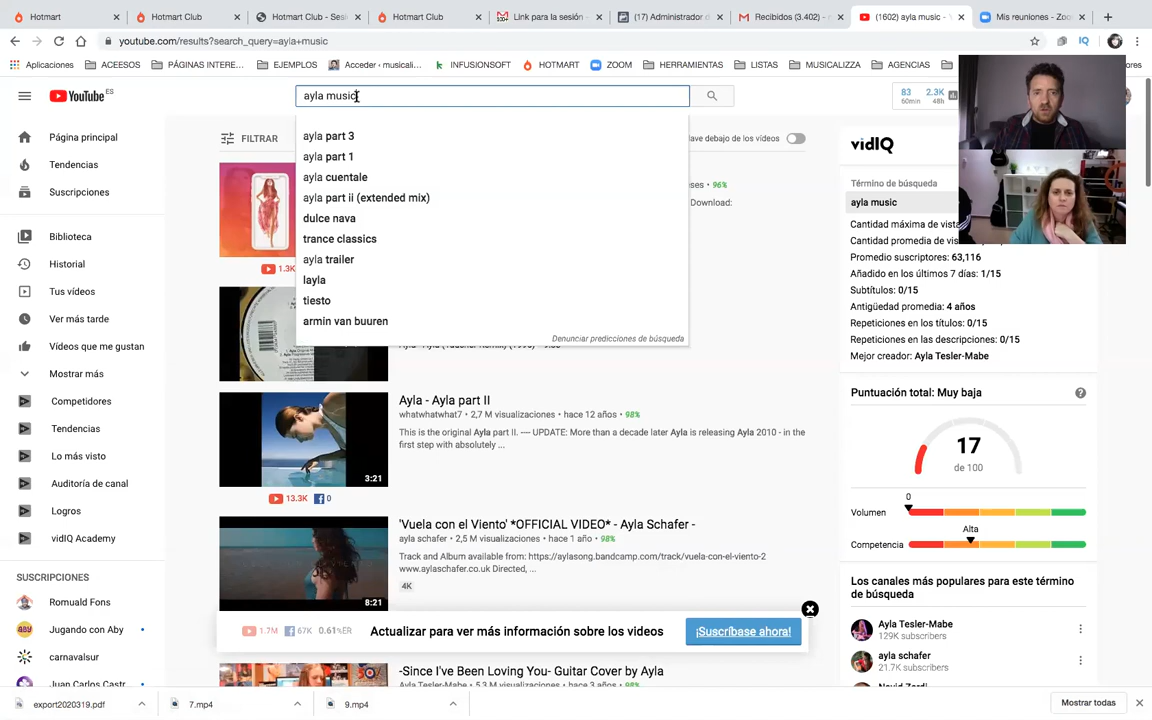 Hotmart
Hotmart Club
Hotmart Club - Sesi
Hotmart Club
Link para la sesión
(17) Administrador d
Recibidos (3.402) -
(1602) ayla music -
Mis reuniones - Zoo
youtube.com/results?search_query=ayla+music
Aplicaciones
ACEESOS
PÁGINAS INTERE...
EJEMPLOS
Acceder ‹ musicali...
INFUSIONSOFT
HOTMART
ZOOM
HERRAMIENTAS
LISTAS
MUSICALIZZA
AGENCIAS
YouTube ES
ayla music
83
60min
2.3K
48h
Página principal
Tendencias
Suscripciones
Biblioteca
Historial
Tus vídeos
Ver más tarde
Vídeos que me gustan
Mostrar más
Competidores
Tendencias
Lo más visto
Auditoría de canal
Logros
vidIQ Academy
SUSCRIPCIONES
Romuald Fons
Jugando con Aby
carnavalsur
Juan Carlos Castr
FILTRAR
lave debajo de los vídeos
ayla part 3
ayla part 1
ayla cuentale
ayla part ii (extended mix)
dulce nava
trance classics
ayla trailer
layla
tiesto
armin van buuren
Denunciar predicciones de búsqueda
eses • 96%
Download:
1.3K
Ayla - Ayla part II
whatwhatwhat7 • 2,7 M visualizaciones • hace 12 años • 98%
This is the original Ayla part II. ---- UPDATE: More than a decade later Ayla is releasing Ayla 2010 - in the
first step with absolutely ...
3:21
13.3K
0
'Vuela con el Viento' *OFFICIAL VIDEO* - Ayla Schafer -
ayla schafer • 2,5 M visualizaciones • hace 1 año • 98%
Track and Album available from: https://aylasong.bandcamp.com/track/vuela-con-el-viento-2
www.aylaschafer.co.uk Directed, ...
4K
8:21
1.7M
67K
0.61%ER
Actualizar para ver más información sobre los videos
¡Suscríbase ahora!
-Since I've Been Loving You- Guitar Cover by Ayla
Ayla Tesler-Mabe • 5,3 M visualizaciones • hace 3 años • 98%
vidIQ
Término de búsqueda
ayla music
Cantidad máxima de vist
Cantidad promedia de vis
Promedio suscriptores: 63,116
Añadido en los últimos 7 días: 1/15
Subtítulos: 0/15
Antigüedad promedia: 4 años
Repeticiones en los títulos: 0/15
Repeticiones en las descripciones: 0/15
Mejor creador: Ayla Tesler-Mabe
Puntuación total: Muy baja
17
de 100
0
Volumen
Alta
Competencia
Los canales más populares para este término
de búsqueda
Ayla Tesler-Mabe
129K subscribers
ayla schafer
21.7K subscribers
export2020319.pdf
7.mp4
9.mp4
Mostrar todas